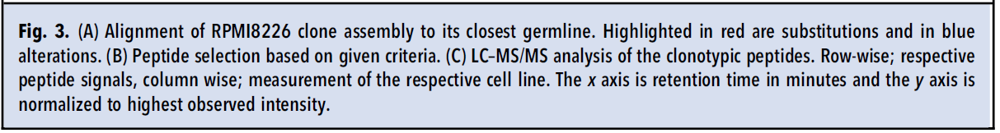 Fig. 3. (A) Alignment of RPMI8226 clone assembly to its closest germline. Highlighted in red are substitutions and in blue
alterations. (B) Peptide selection based on given criteria. (C) LC–MS/MS analysis of the clonotypic peptides. Row-wise; respective
peptide signals, column wise; measurement of the respective cell line. The x axis is retention time in minutes and the y axis is
normalized to highest observed intensity.